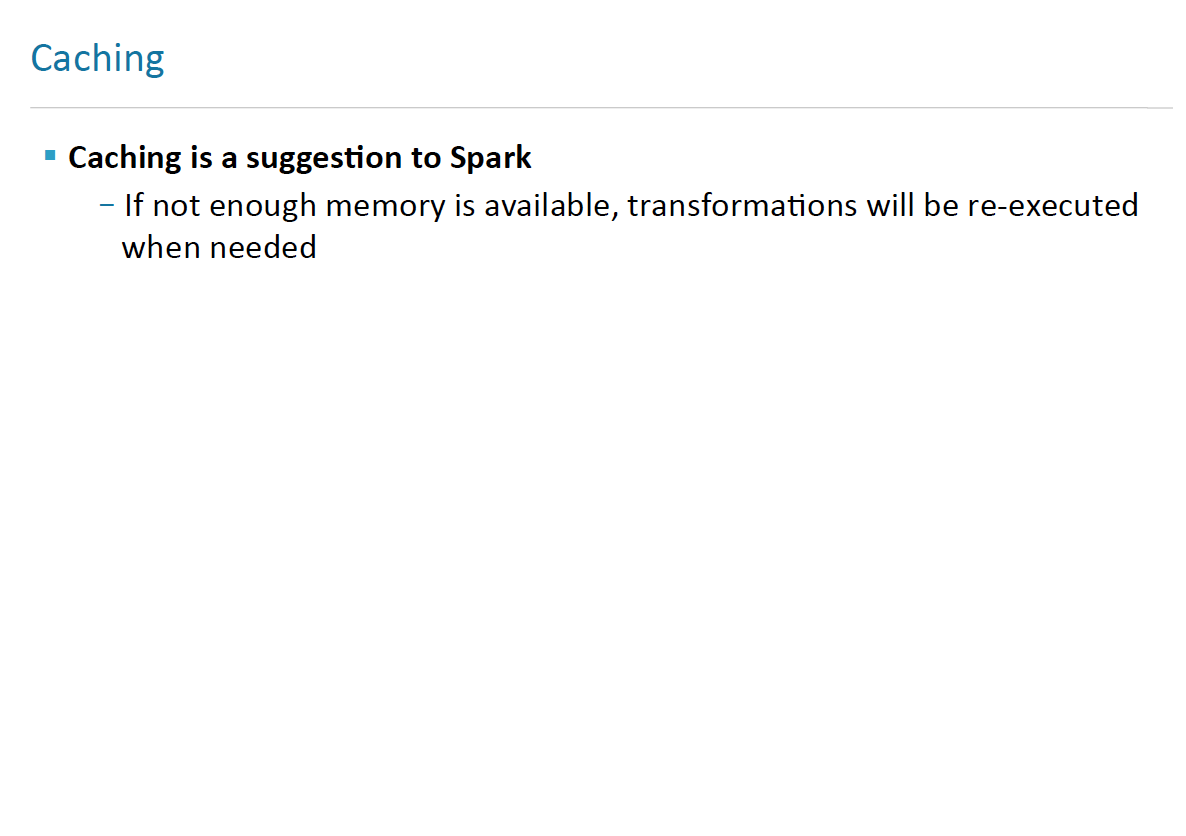 Caching
▪ Caching is a suggestion to Spark
– If not enough memory is available, transformations will be re-executed
when needed